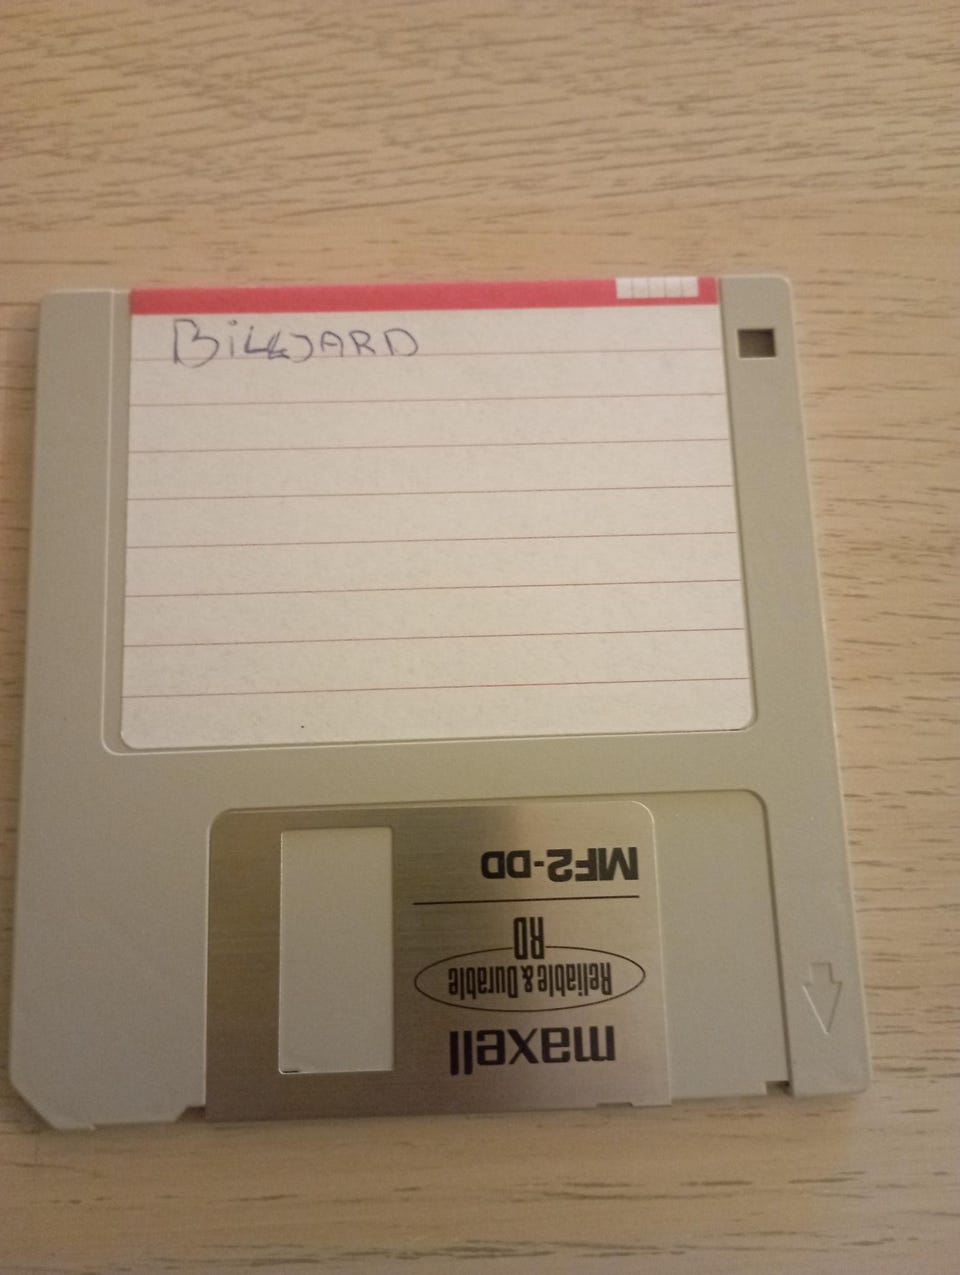 BiLLJARD
MF2-DD
RD
Reliable & Durable
maxell